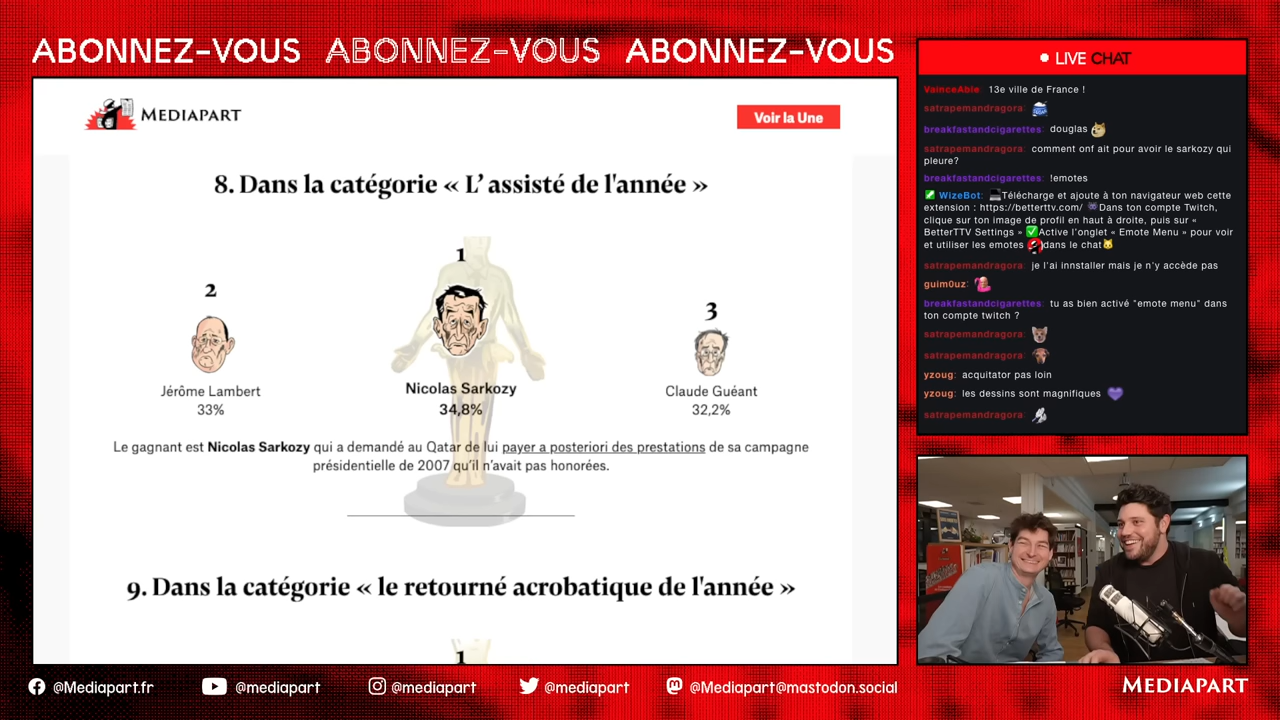 ABONNEZ-VOUS ABONNEZ-VOUS ABONNEZ-VOUS
MEDIAPART
Voir la Une
8. Dans la catégorie « L’ assisté de l'année »
1
2
3
Jérôme Lambert
33%
Nicolas Sarkozy
34,8%
Claude Guéant
32,2%
Le gagnant est Nicolas Sarkozy qui a demandé au Qatar de lui payer a posteriori des prestations de sa campagne
présidentielle de 2007 qu’il n’avait pas honorées.
9. Dans la catégorie « le retourné acrobatique de l'année »
1
LIVE CHAT
VainceAble: 13e ville de France !
satrapemandragora:
breakfastandcigarettes: douglas
satrapemandragora: comment onf ait pour avoir le sarkozy qui
pleure?
breakfastandcigarettes: !emotes
WizeBot: Télécharge et ajoute à ton navigateur web cette
extension : https://betterttv.com/ Dans ton compte Twitch,
clique sur ton image de profil en haut à droite, puis sur «
BetterTTV Settings » Active l’onglet « Emote Menu » pour voir
et utiliser les emotes dans le chat
satrapemandragora: je l’ai innstaller mais je n’y accède pas
guim0uz:
breakfastandcigarettes: tu as bien activé "emote menu" dans
ton compte twitch ?
satrapemandragora:
satrapemandragora:
yzoug: acquitator pas loin
yzoug: les dessins sont magnifiques
satrapemandragora:
@Mediapart.fr @mediapart @mediapart @mediapart @Mediapart@mastodon.social
MEDIAPART